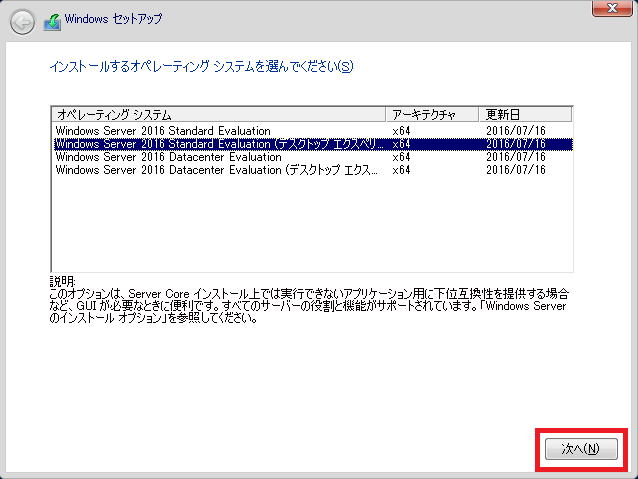 Windows セットアップ
インストールするオペレーティング システムを選んでください(S)
オペレーティング システム アーキテクチャ 更新日
Windows Server 2016 Standard Evaluation x64 2016/07/16
Windows Server 2016 Standard Evaluation (デスクトップ エクスペリ... x64 2016/07/16
Windows Server 2016 Datacenter Evaluation x64 2016/07/16
Windows Server 2016 Datacenter Evaluation (デスクトップ エクス... x64 2016/07/16
説明:
このオプションは、Server Core インストール上では実行できないアプリケーション用に下位互換性を提供する場合
など、GUI が必要なときに便利です。すべてのサーバーの役割と機能がサポートされています。「Windows Server
のインストール オプション」を参照してください。
次へ(N)